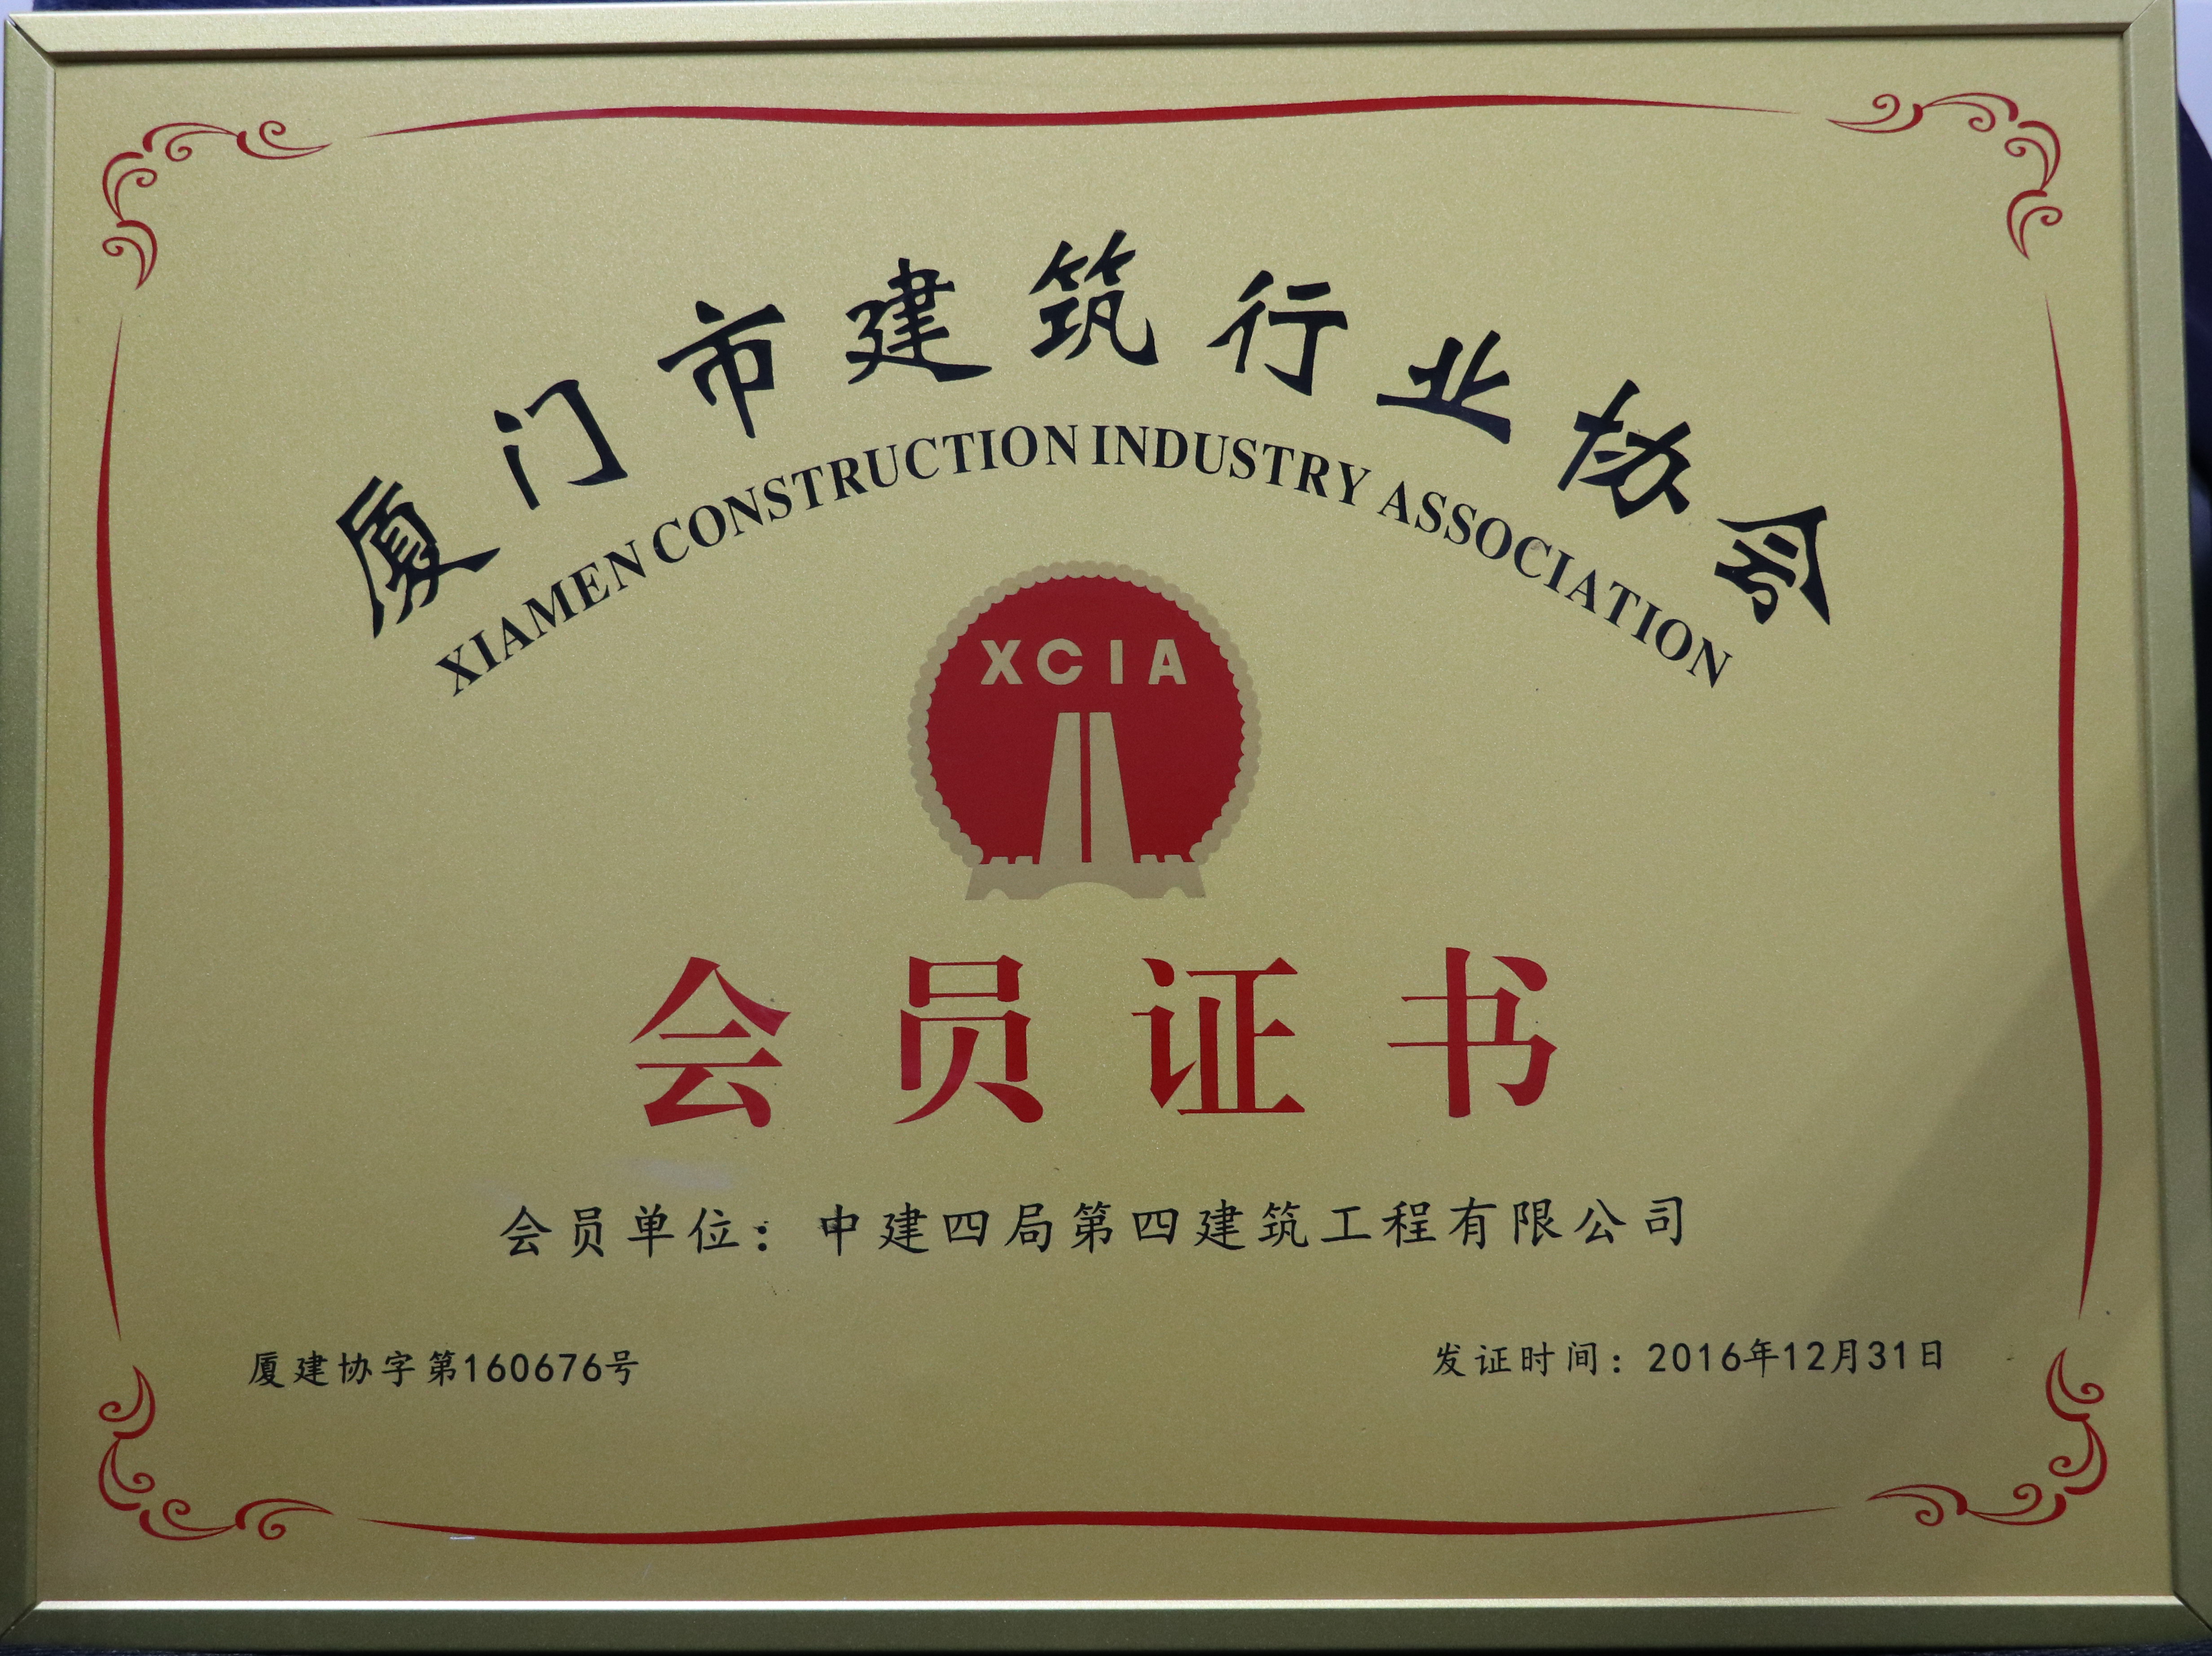 厦门市建筑行业协会
XIAMEN CONSTRUCTION INDUSTRY ASSOCIATION
XCIA
会员证书
会员单位：中建四局第四建筑工程有限公司
厦建协字第160676号
发证时间：2016年12月31日